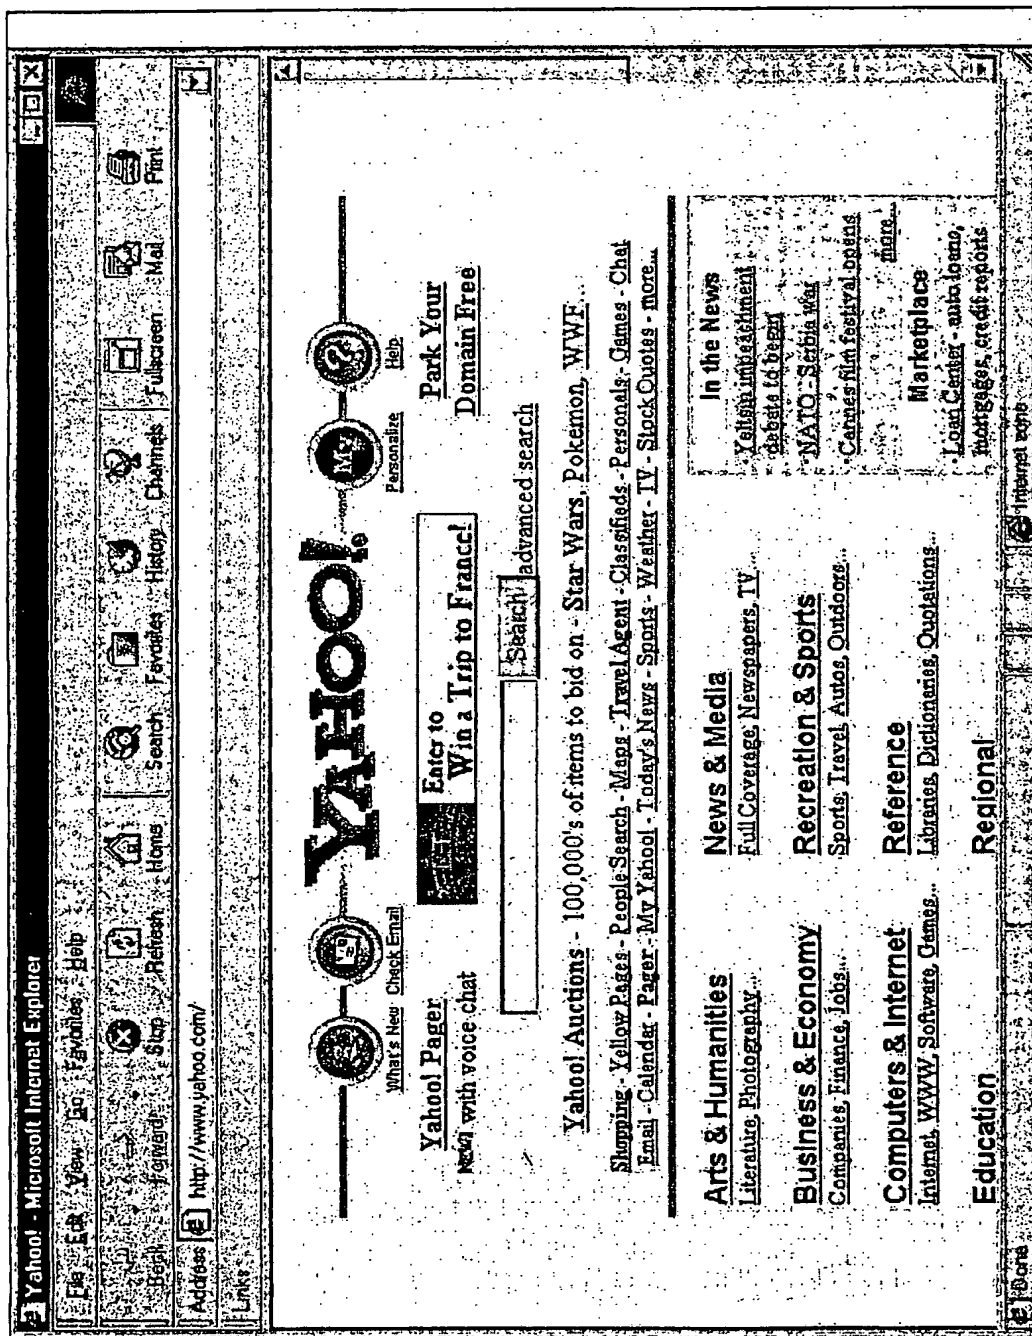 Yahoo! - Microsoft Internet Explorer
File Edit View Go Favorites Help
Back Forward Stop Refresh Home Search Favorites History Channels Fullscreen Mail Print
Address http://www.yahoo.com/
Links
YAHOO!
What's New Check Email Personalize Help
My
Yahoo! Pager
NEW! with voice chat
Enter to
Win a Trip to France!
Park Your
Domain Free
Search advanced search
Yahoo! Auctions - 100,000's of items to bid on - Star Wars, Pokemon, WWF...
Shopping - Yellow Pages - People Search - Maps - Travel Agent - Classifieds - Personals - Games - Chat
Email - Calender - Pager - My Yahoo! - Today's News - Sports - Weather - TV - Stock Quotes - more...
Arts & Humanities
Literature, Photography...
Business & Economy
Companies, Finance, Jobs...
Computers & Internet
Internet, WWW, Software, Games...
Education
News & Media
Full Coverage, Newspapers, TV...
Recreation & Sports
Sports, Travel, Autos, Outdoors...
Reference
Libraries, Dictionaries, Quotations...
Regional
In the News
Yeltsin impeachment
debate to begin
NATO - Serbia war
Cannes film festival opens
more...
Marketplace
Loan Center - auto loans,
mortgages, credit reports
Done Internet zone